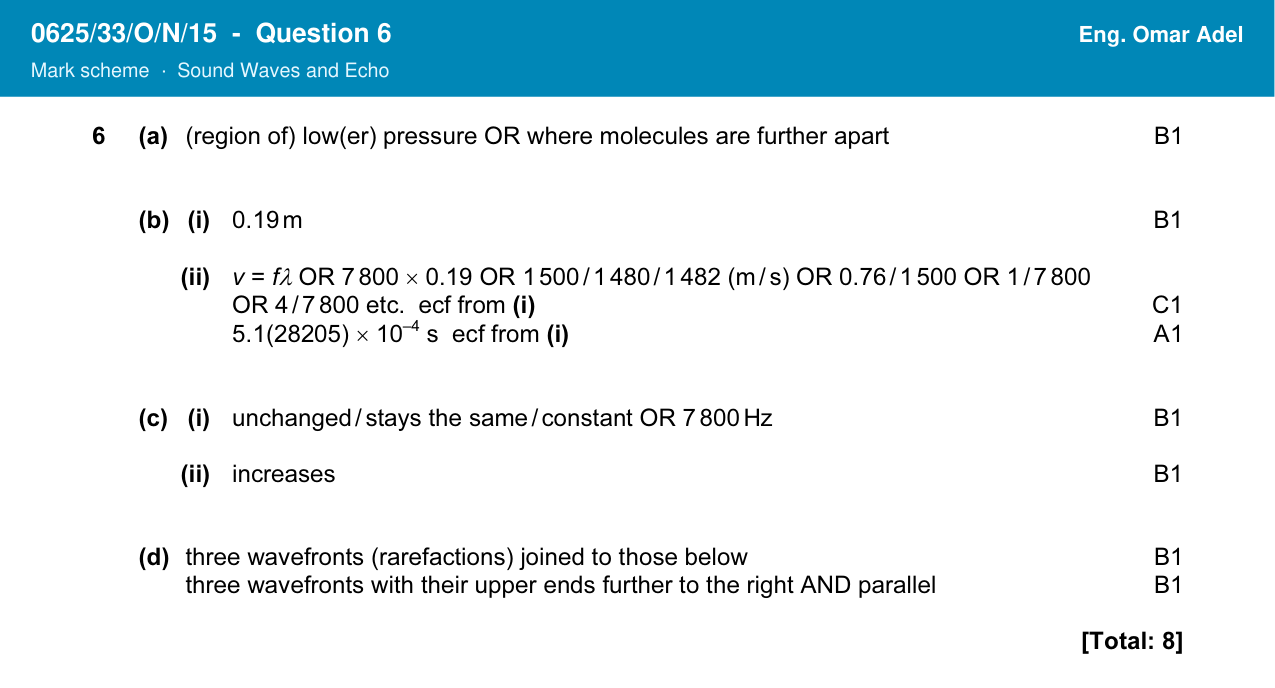 0625/33/O/N/15 - Question 6
Eng. Omar Adel
Mark scheme · Sound Waves and Echo
6 (a) (region of) low(er) pressure OR where molecules are further apart B1
(b) (i) 0.19 m B1
(ii) v = fλ OR 7 800 × 0.19 OR 1 500 / 1 480 / 1 482 (m / s) OR 0.76 / 1 500 OR 1 / 7 800
OR 4 / 7 800 etc. ecf from (i) C1
5.1(28205) × 10⁻⁴ s ecf from (i) A1
(c) (i) unchanged / stays the same / constant OR 7 800 Hz B1
(ii) increases B1
(d) three wavefronts (rarefactions) joined to those below B1
three wavefronts with their upper ends further to the right AND parallel B1
[Total: 8]